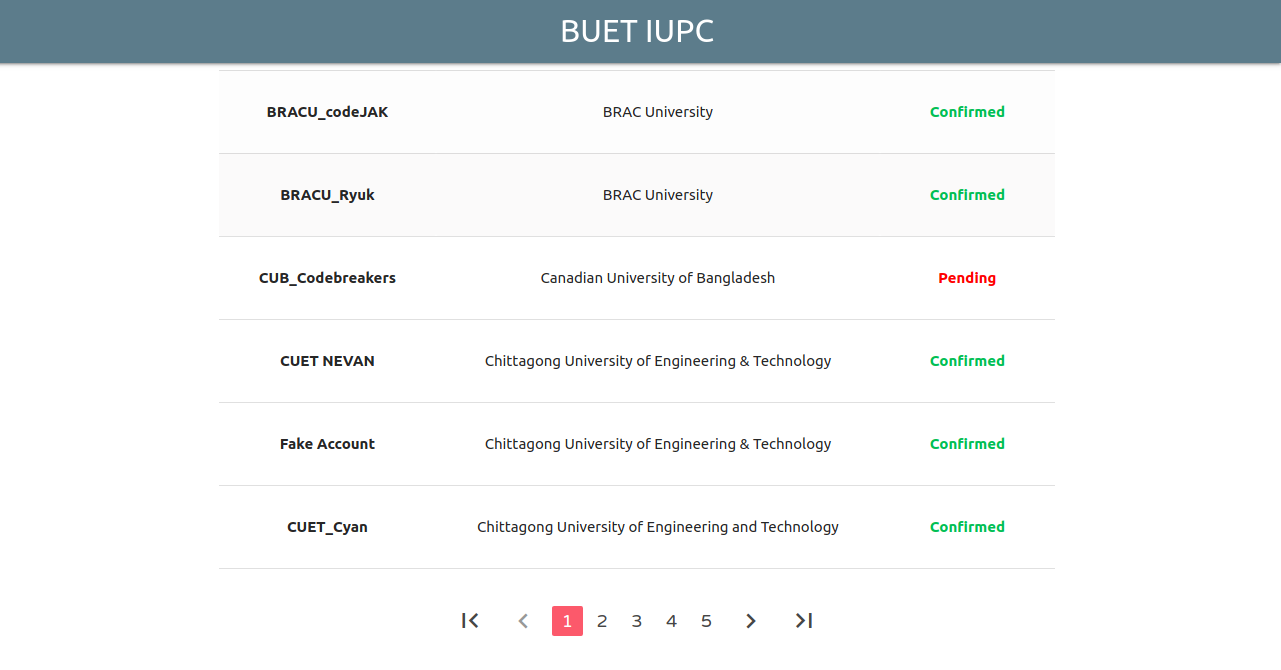 BUET IUPC
BRACU_codeJAK BRAC University Confirmed
BRACU_Ryuk BRAC University Confirmed
CUB_Codebreakers Canadian University of Bangladesh Pending
CUET NEVAN Chittagong University of Engineering & Technology Confirmed
Fake Account Chittagong University of Engineering & Technology Confirmed
CUET_Cyan Chittagong University of Engineering and Technology Confirmed
1 2 3 4 5